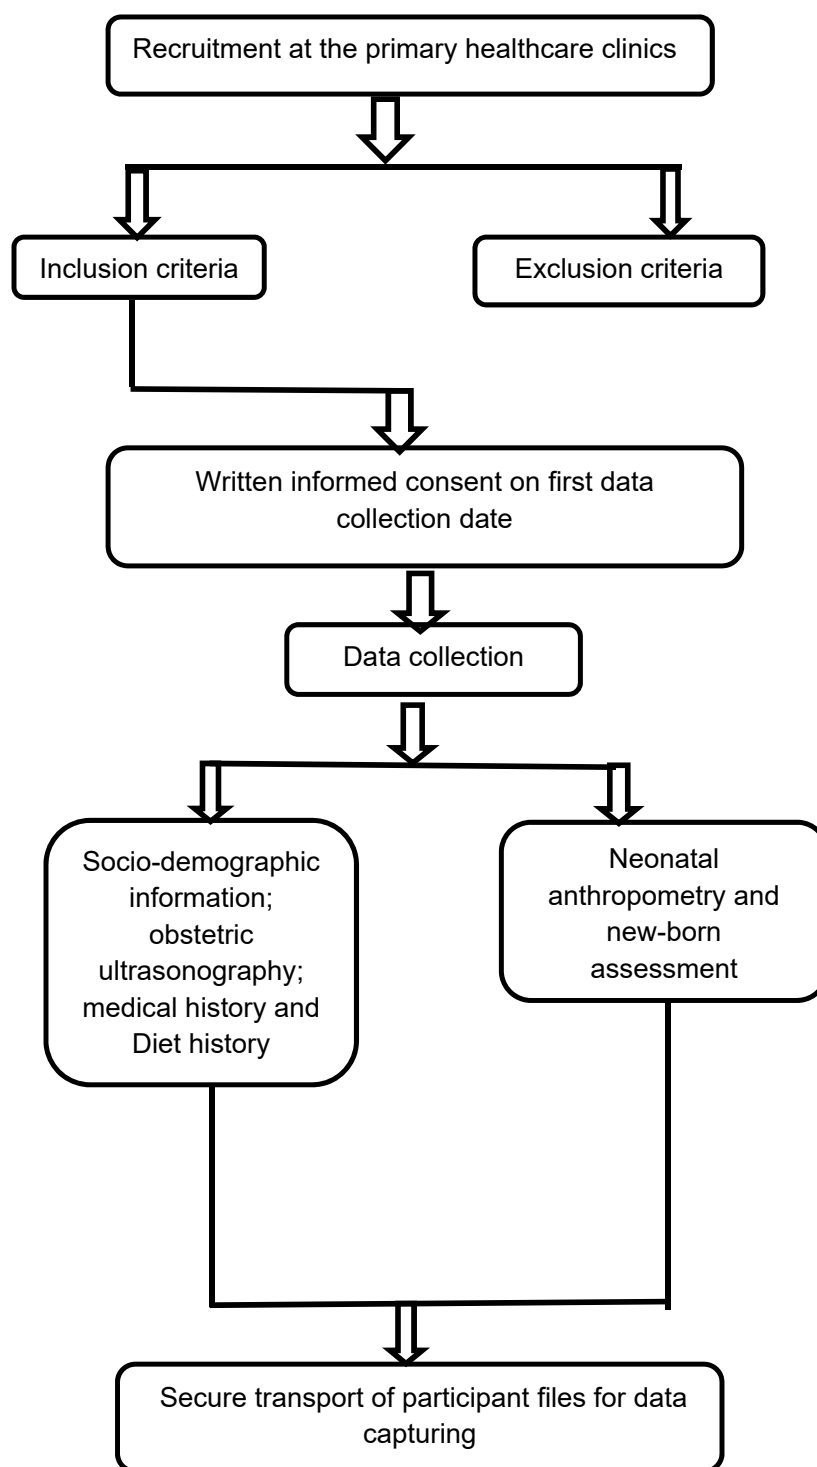 Recruitment at the primary healthcare clinics
Inclusion criteria
Exclusion criteria
Written informed consent on first data
collection date
Data collection
Socio-demographic
information;
obstetric
ultrasonography;
medical history and
Diet history
Neonatal
anthropometry and
new-born
assessment
Secure transport of participant files for data
capturing